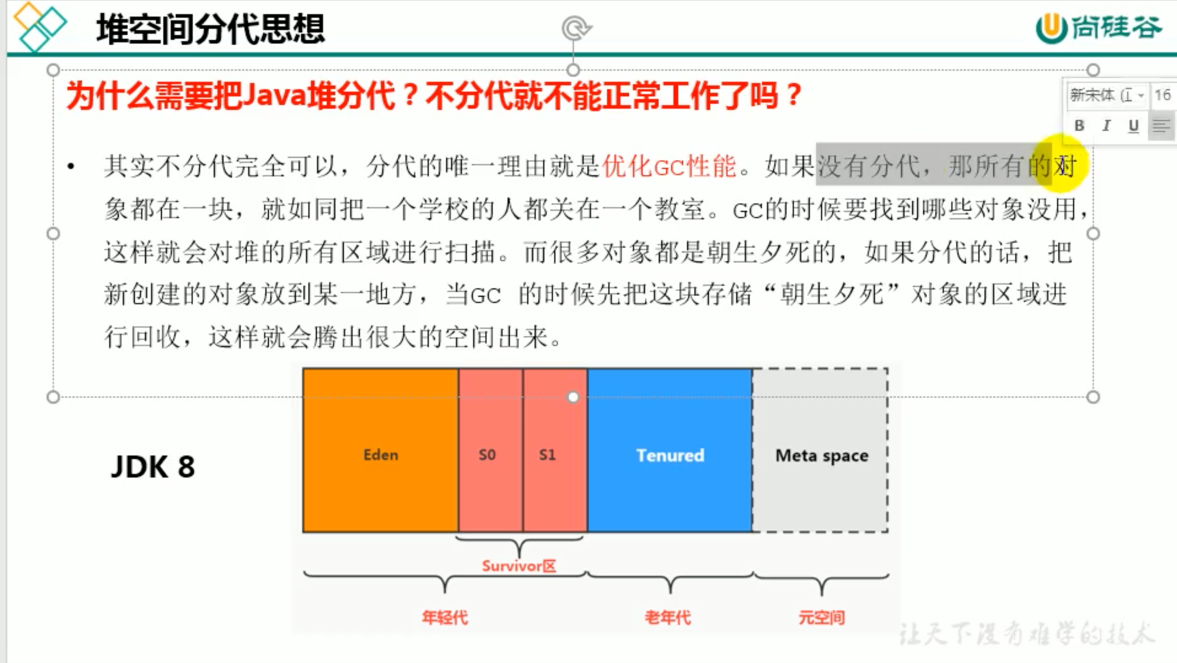 堆空间分代思想
尚硅谷
为什么需要把Java堆分代？不分代就不能正常工作了吗？
新宋体 (正 16
B I U
• 其实不分代完全可以，分代的唯一理由就是优化GC性能。如果没有分代，那所有的对
象都在一块，就如同把一个学校的人都关在一个教室。GC的时候要找到哪些对象没用，
这样就会对堆的所有区域进行扫描。而很多对象都是朝生夕死的，如果分代的话，把
新创建的对象放到某一地方，当GC 的时候先把这块存储“朝生夕死”对象的区域进
行回收，这样就会腾出很大的空间出来。
JDK 8
Eden S0 S1 Tenured Meta space
Survivor区
年轻代 老年代 元空间
让天下没有难学的技术